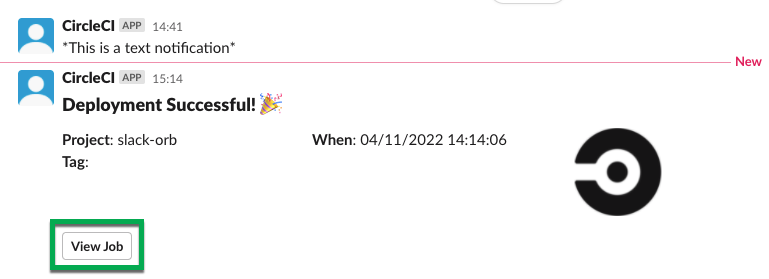 CircleCI APP 14:41
*This is a text notification*
New
CircleCI APP 15:14
Deployment Successful! 🎉
Project: slack-orb When: 04/11/2022 14:14:06
Tag:
View Job